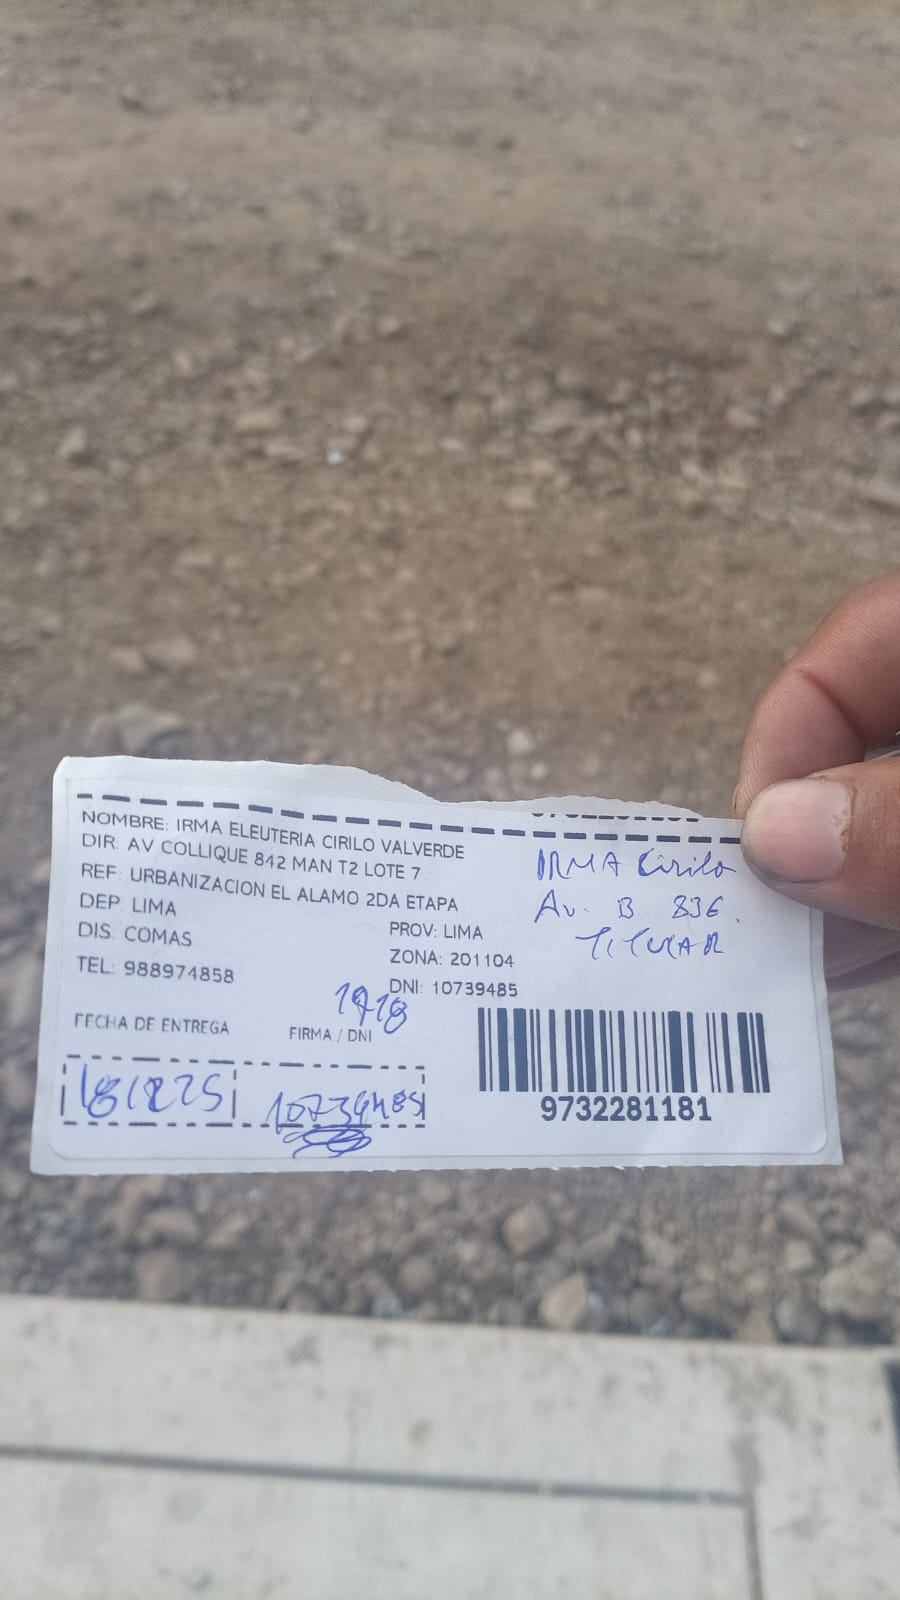 NOMBRE: IRMA ELEUTERIA CIRILO VALVERDE
DIR: AV COLLIQUE 842 MAN T2 LOTE 7
REF: URBANIZACION EL ALAMO 2DA ETAPA
DEP: LIMA
PROV: LIMA
DIS: COMAS
ZONA: 201104
TEL: 988974858
DNI: 10739485
IRMA Cirilo
Av. B 836.
TITULAR
FECHA DE ENTREGA
FIRMA / DNI
181225
10739485
9732281181